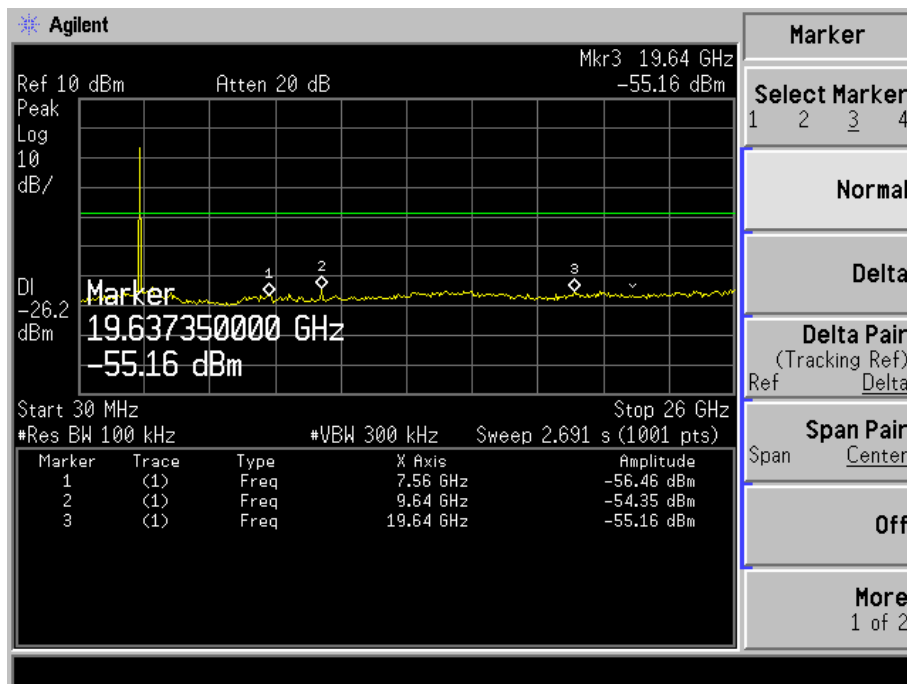 Agilent
Marker
Mkr3 19.64 GHz
Ref 10 dBm Atten 20 dB -55.16 dBm
Peak
Log
10
dB/
1 2 3
DI
-26.2
dBm
Marker
19.637350000 GHz
-55.16 dBm
Start 30 MHz Stop 26 GHz
#Res BW 100 kHz #VBW 300 kHz Sweep 2.691 s (1001 pts)
Marker Trace Type X Axis Amplitude
1 (1) Freq 7.56 GHz -56.46 dBm
2 (1) Freq 9.64 GHz -54.35 dBm
3 (1) Freq 19.64 GHz -55.16 dBm
Select Marker
1 2 3 4
Normal
Delta
Delta Pair
(Tracking Ref)
Ref Delta
Span Pair
Span Center
Off
More
1 of 2